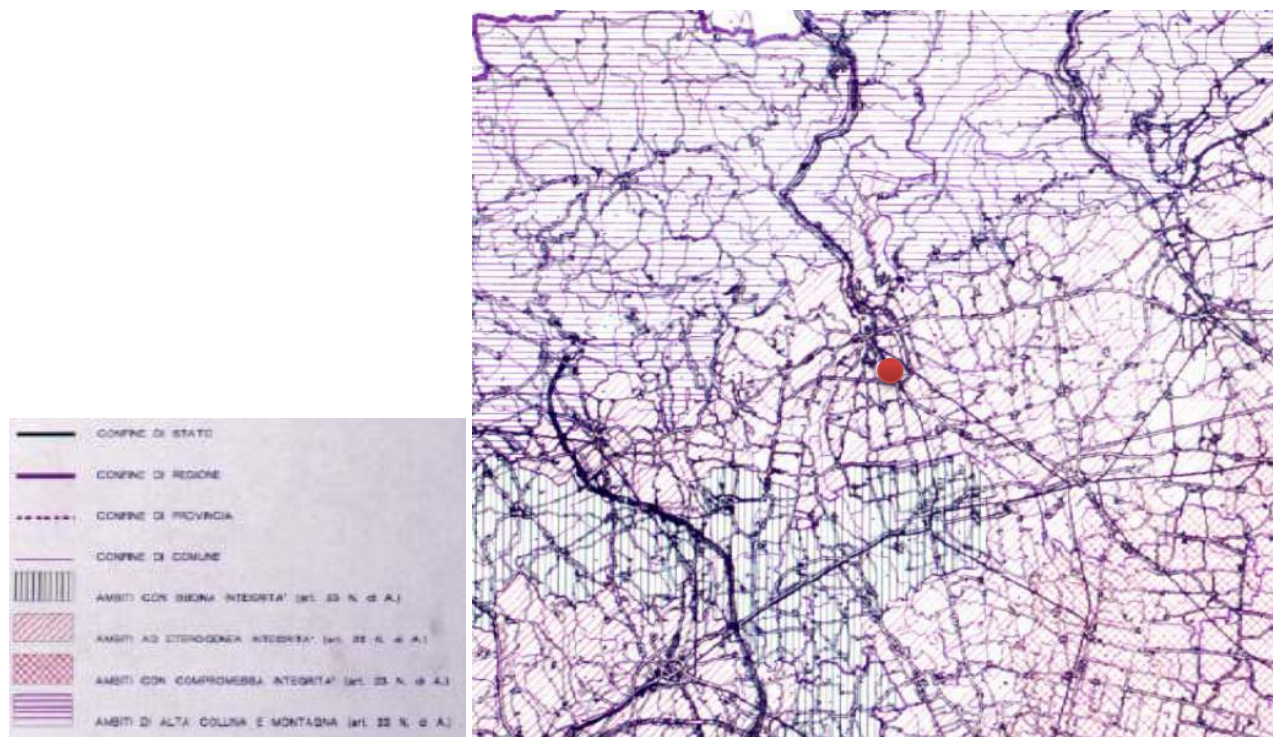 CONFINE DI STATO
CONFINE DI REGIONE
CONFINE DI PROVINCIA
CONFINE DI COMUNE
AMBITI CON BUONA INTEGRITA' (art. 23 N. di A.)
AMBITI AD ETEROGENEA INTEGRITA' (art. 23 N. di A.)
AMBITI CON COMPROMESSA INTEGRITA' (art. 23 N. di A.)
AMBITI DI ALTA COLLINA E MONTAGNA (art. 23 N. di A.)